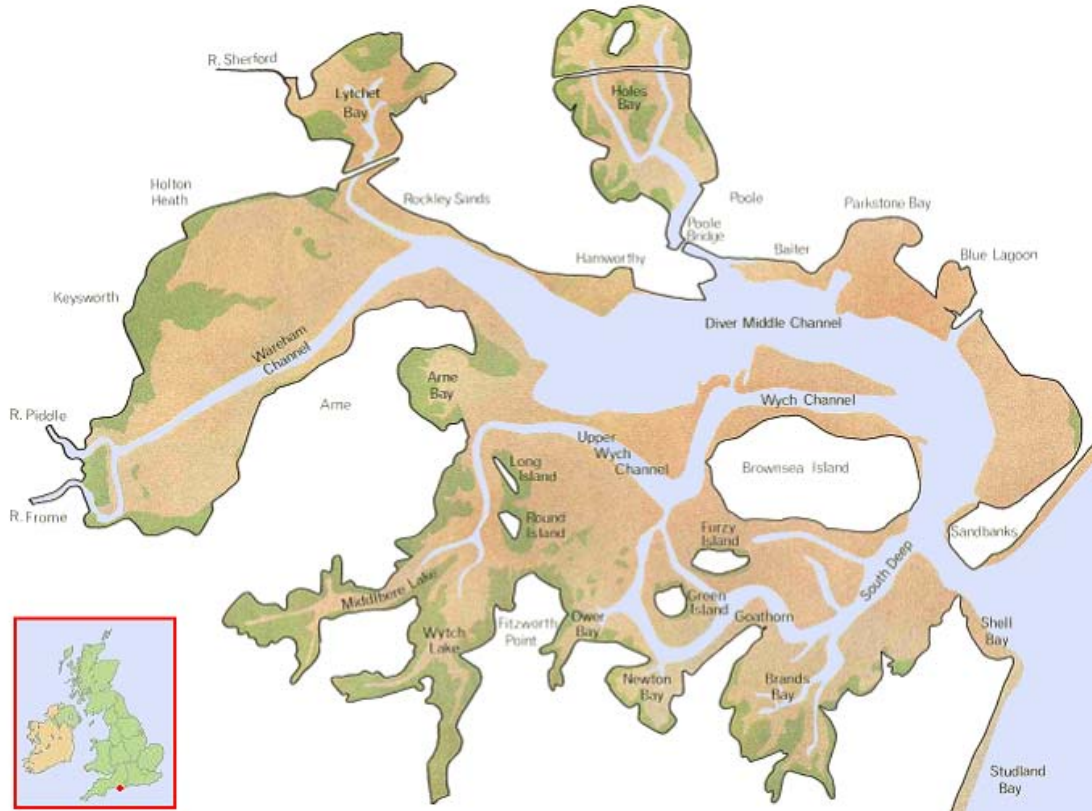 R. Sherford
Lytchet
Bay
Holes
Bay
Holton
Heath
Rockley Sands
Poole
Parkstone Bay
Poole
Bridge
Baiter
Blue Lagoon
Hamworthy
Keysworth
Diver Middle Channel
Wareham
Channel
Arne
Bay
Arne
Wych Channel
R. Piddle
Upper
Wych
Channel
Long
Island
Brownsea Island
R. Frome
Round
Island
Furzy
Island
Sandbanks
South Deep
Middlbere Lake
Green
Island
Goathorn
Fitzworth
Point
Ower
Bay
Shell
Bay
Wytch
Lake
Newton
Bay
Brands
Bay
Studland
Bay